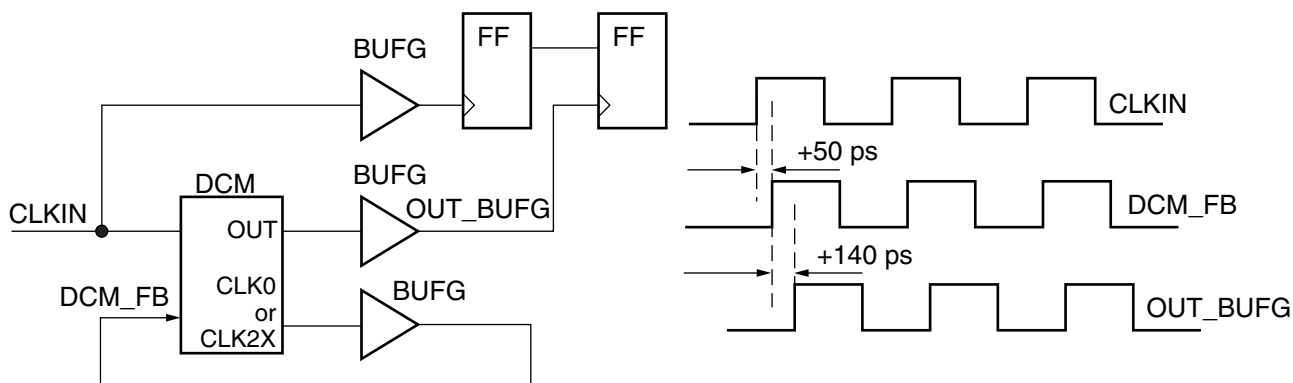 BUFG
FF
FF
CLKIN
+50 ps
DCM_FB
+140 ps
OUT_BUFG
DCM
BUFG
CLKIN
OUT
OUT_BUFG
DCM_FB
CLK0
or
CLK2X
BUFG